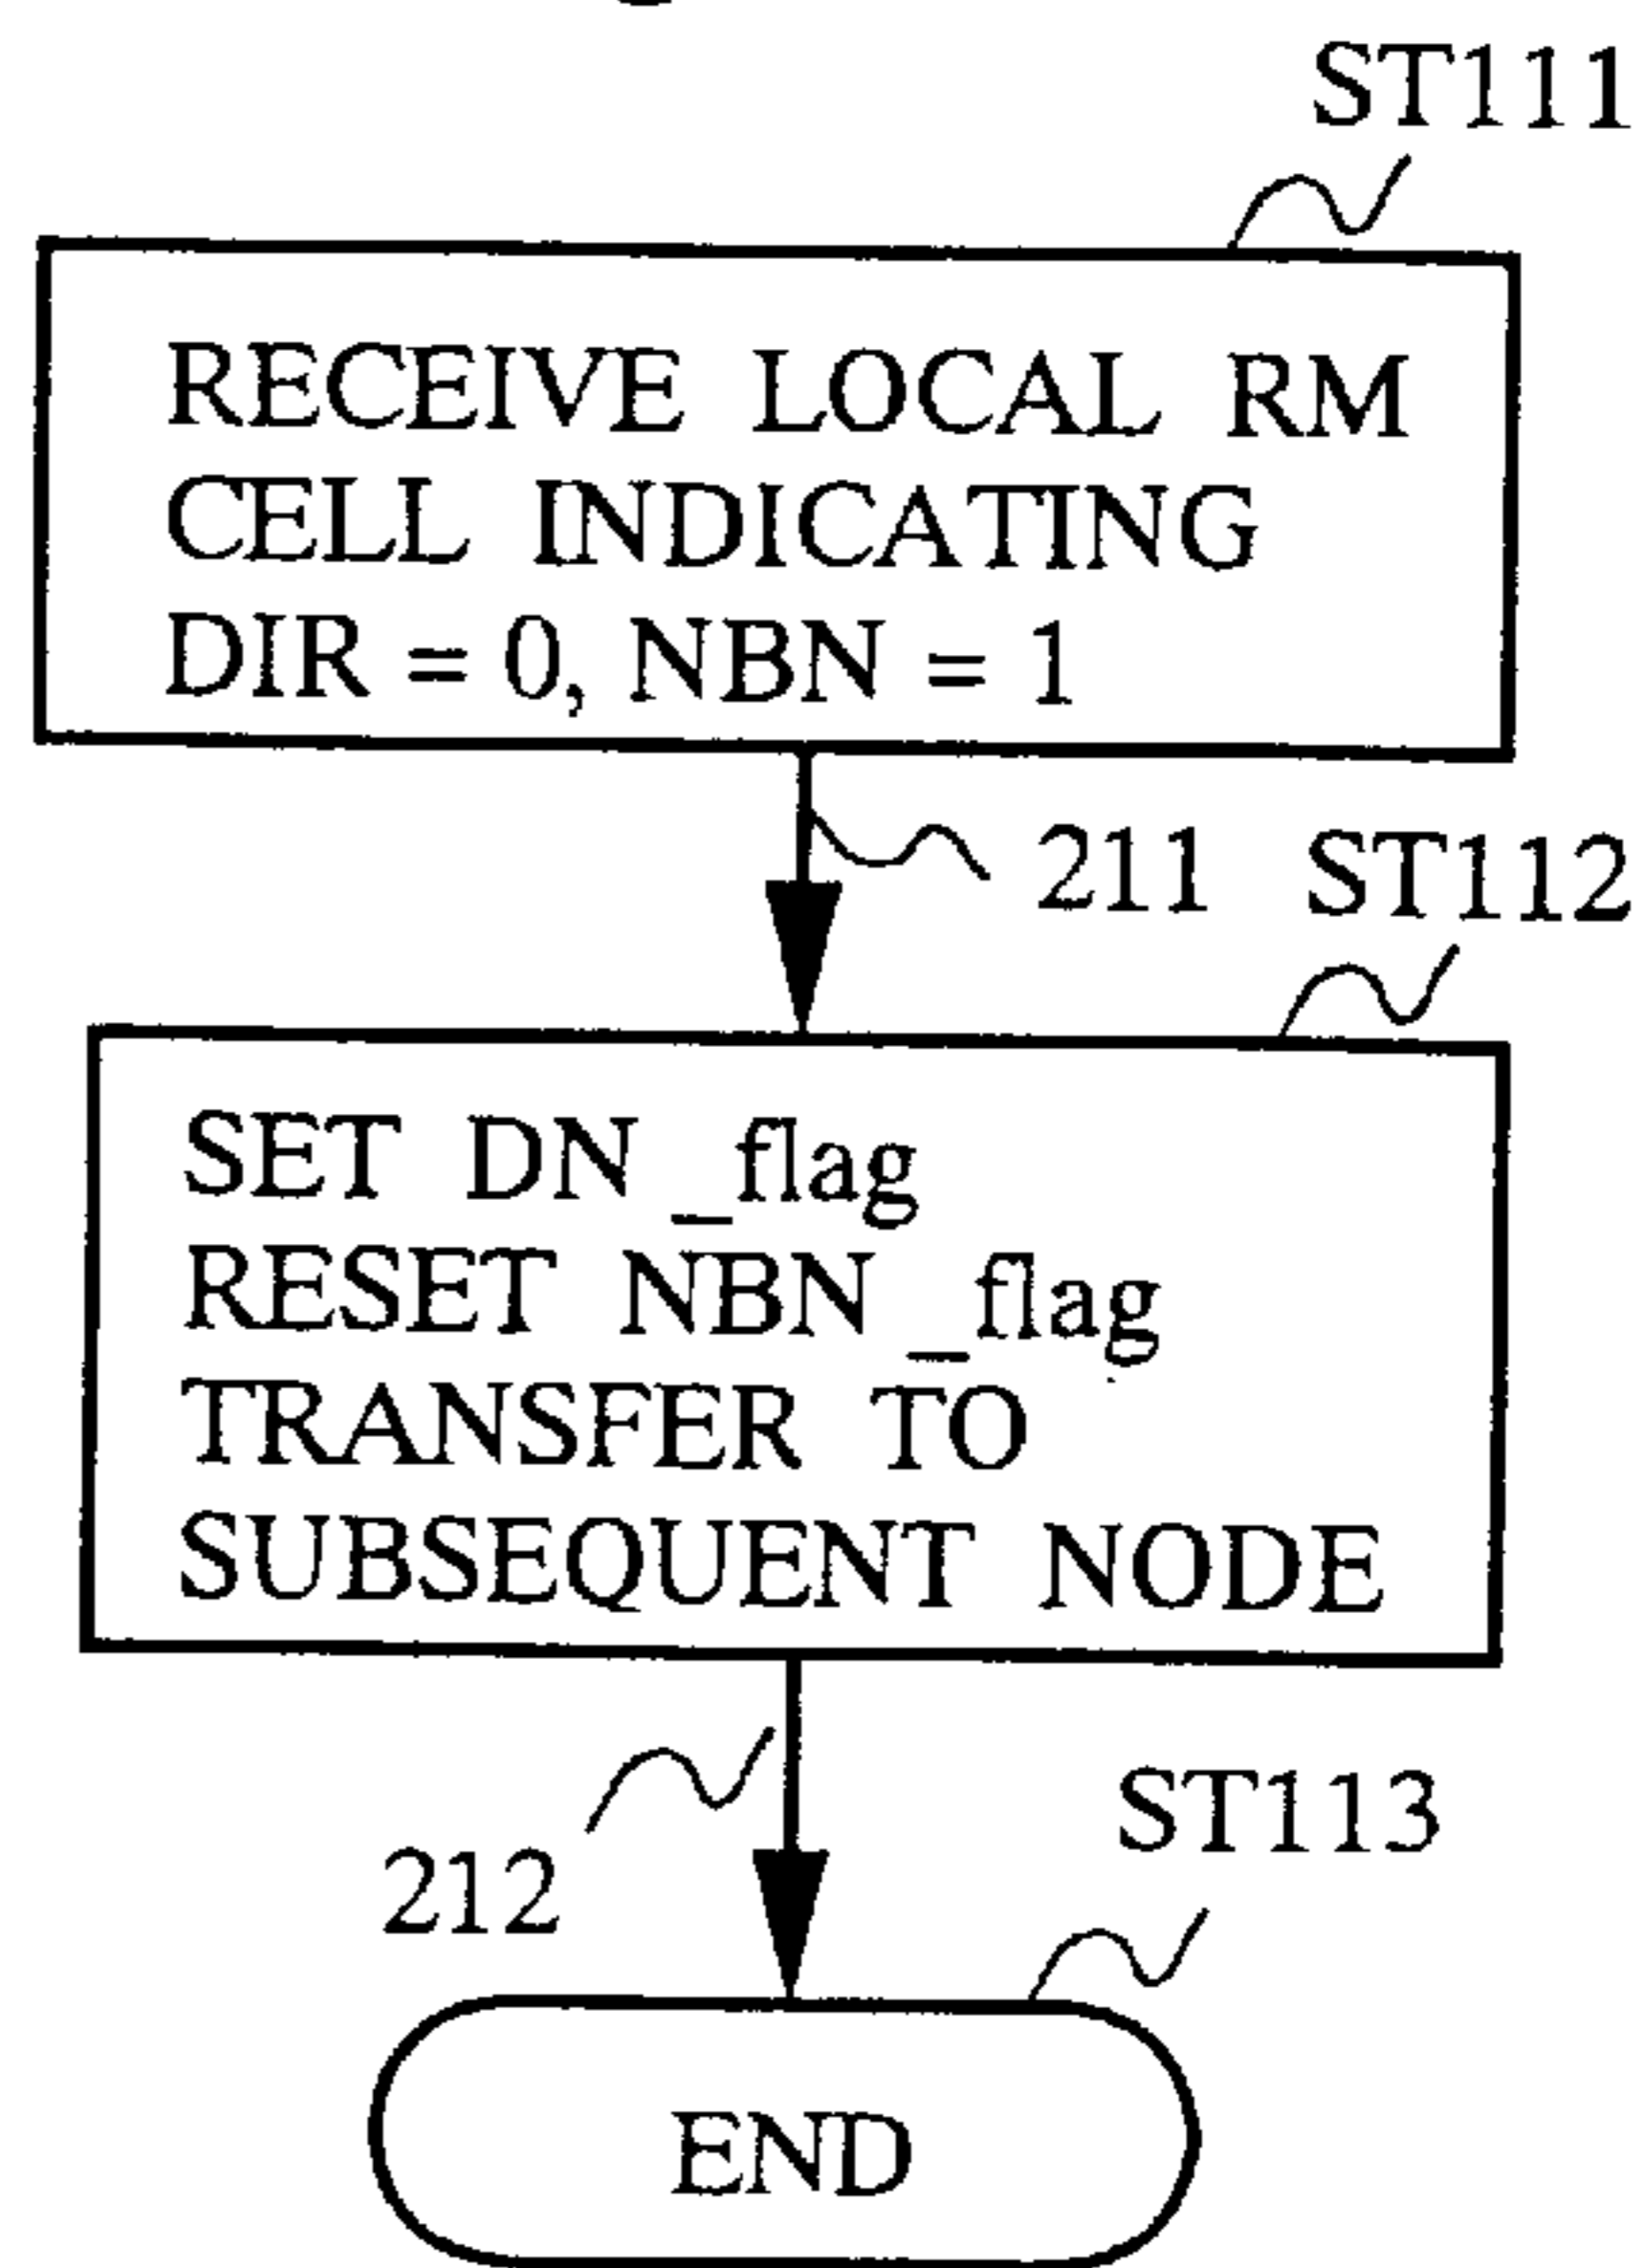 ST111
RECEIVE LOCAL RM
CELL INDICATING
DIR = 0, NBN = 1
211
ST112
SET DN_flag
RESET NBN_flag
TRANSFER TO
SUBSEQUENT NODE
212
ST113
END